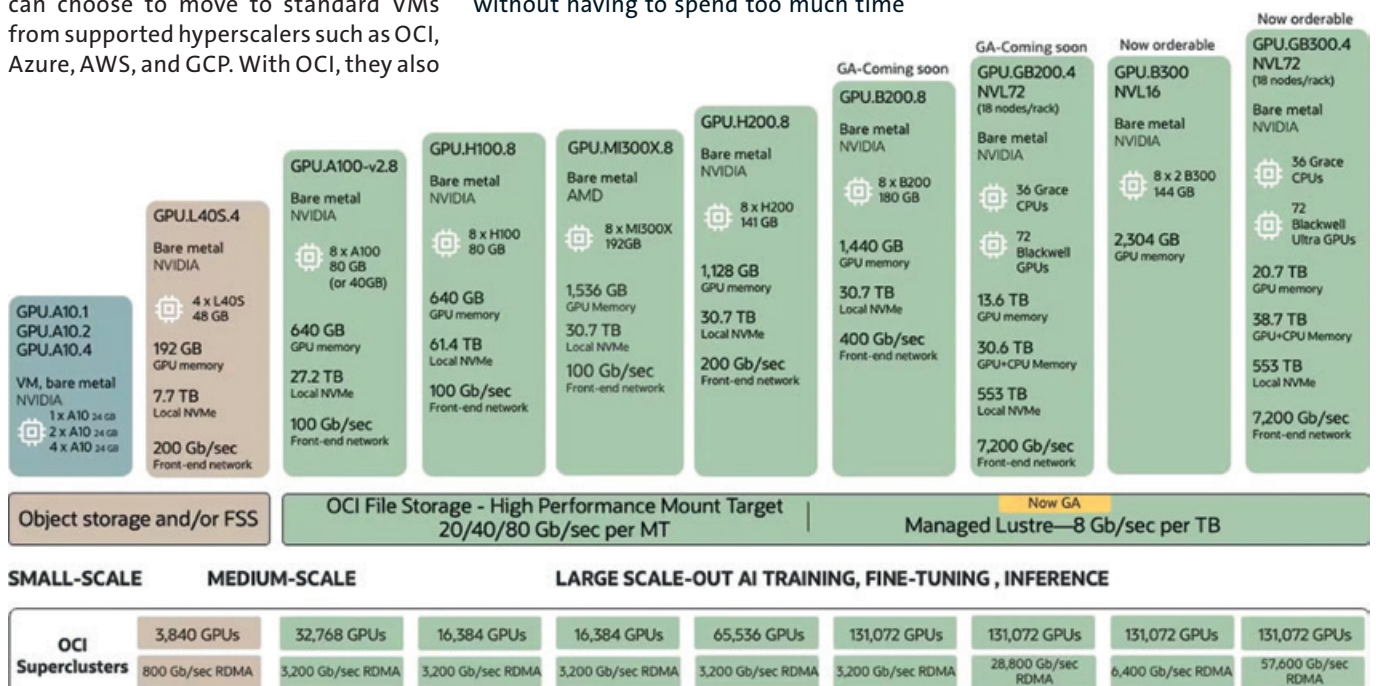 can choose to move to standard VMs
from supported hyperscalers such as OCI,
Azure, AWS, and GCP. With OCI, they also
without having to spend too much time
GPU.A10.1
GPU.A10.2
GPU.A10.4
VM, bare metal
NVIDIA
1 x A10 24 GB
2 x A10 24 GB
4 x A10 24 GB
GPU.L40S.4
Bare metal
NVIDIA
4 x L40S
48 GB
192 GB
GPU memory
7.7 TB
Local NVMe
200 Gb/sec
Front-end network
GPU.A100-v2.8
Bare metal
NVIDIA
8 x A100
80 GB
(or 40GB)
640 GB
GPU memory
27.2 TB
Local NVMe
100 Gb/sec
Front-end network
GPU.H100.8
Bare metal
NVIDIA
8 x H100
80 GB
640 GB
GPU memory
61.4 TB
Local NVMe
100 Gb/sec
Front-end network
GPU.MI300X.8
Bare metal
AMD
8 x MI300X
192GB
1,536 GB
GPU Memory
30.7 TB
Local NVMe
100 Gb/sec
Front-end network
GPU.H200.8
Bare metal
NVIDIA
8 x H200
141 GB
1,128 GB
GPU memory
30.7 TB
Local NVMe
200 Gb/sec
Front-end network
GA-Coming soon
GPU.B200.8
Bare metal
NVIDIA
8 x B200
180 GB
1,440 GB
GPU memory
30.7 TB
Local NVMe
400 Gb/sec
Front-end network
GA-Coming soon
GPU.GB200.4
NVL72
(18 nodes/rack)
Bare metal
NVIDIA
36 Grace
CPUs
72
Blackwell
GPUs
13.6 TB
GPU memory
30.6 TB
GPU+CPU Memory
553 TB
Local NVMe
7,200 Gb/sec
Front-end network
Now orderable
GPU.B300
NVL16
Bare metal
NVIDIA
8 x 2 B300
144 GB
2,304 GB
GPU memory
Now orderable
GPU.GB300.4
NVL72
(18 nodes/rack)
Bare metal
NVIDIA
36 Grace
CPUs
72
Blackwell
Ultra GPUs
20.7 TB
GPU memory
38.7 TB
GPU+CPU Memory
553 TB
Local NVMe
7,200 Gb/sec
Front-end network
Object storage and/or FSS
OCI File Storage - High Performance Mount Target
20/40/80 Gb/sec per MT
Now GA
Managed Lustre—8 Gb/sec per TB
SMALL-SCALE MEDIUM-SCALE LARGE SCALE-OUT AI TRAINING, FINE-TUNING , INFERENCE
OCI
Superclusters
3,840 GPUs 32,768 GPUs 16,384 GPUs 16,384 GPUs 65,536 GPUs 131,072 GPUs 131,072 GPUs 131,072 GPUs 131,072 GPUs
800 Gb/sec RDMA 3,200 Gb/sec RDMA 3,200 Gb/sec RDMA 3,200 Gb/sec RDMA 3,200 Gb/sec RDMA 3,200 Gb/sec RDMA 28,800 Gb/sec RDMA 6,400 Gb/sec RDMA 57,600 Gb/sec RDMA